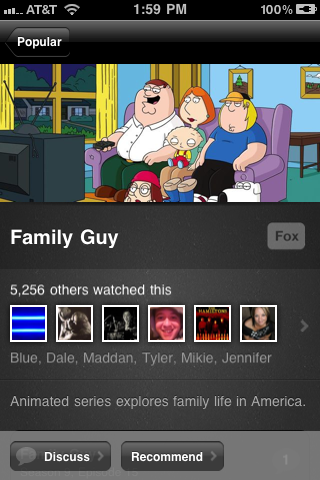 AT&T 1:59 PM 100%
Popular
Family Guy
Fox
5,256 others watched this
Blue, Dale, Maddan, Tyler, Mikie, Jennifer
Animated series explores family life in America.
Discuss
Recommend
1